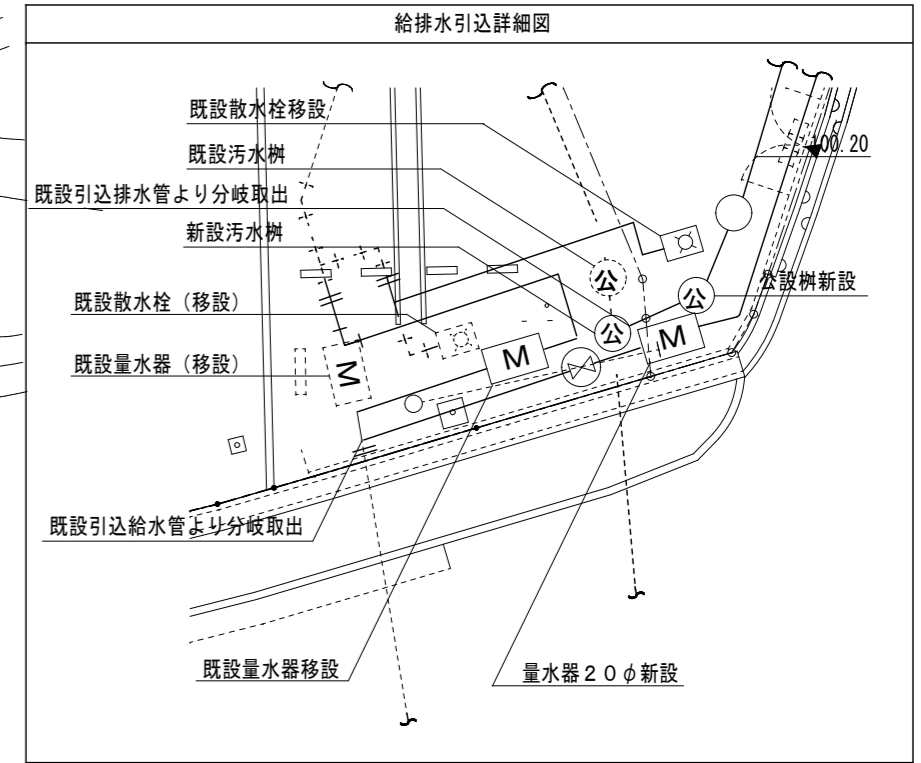 給排水引込詳細図
既設散水栓移設
100.20
既設汚水桝
既設引込排水管より分岐取出
新設汚水桝
公
公
公設桝新設
既設散水栓（移設）
公
M
M
既設量水器（移設）
M
既設引込給水管より分岐取出
既設量水器移設
量水器２０φ新設